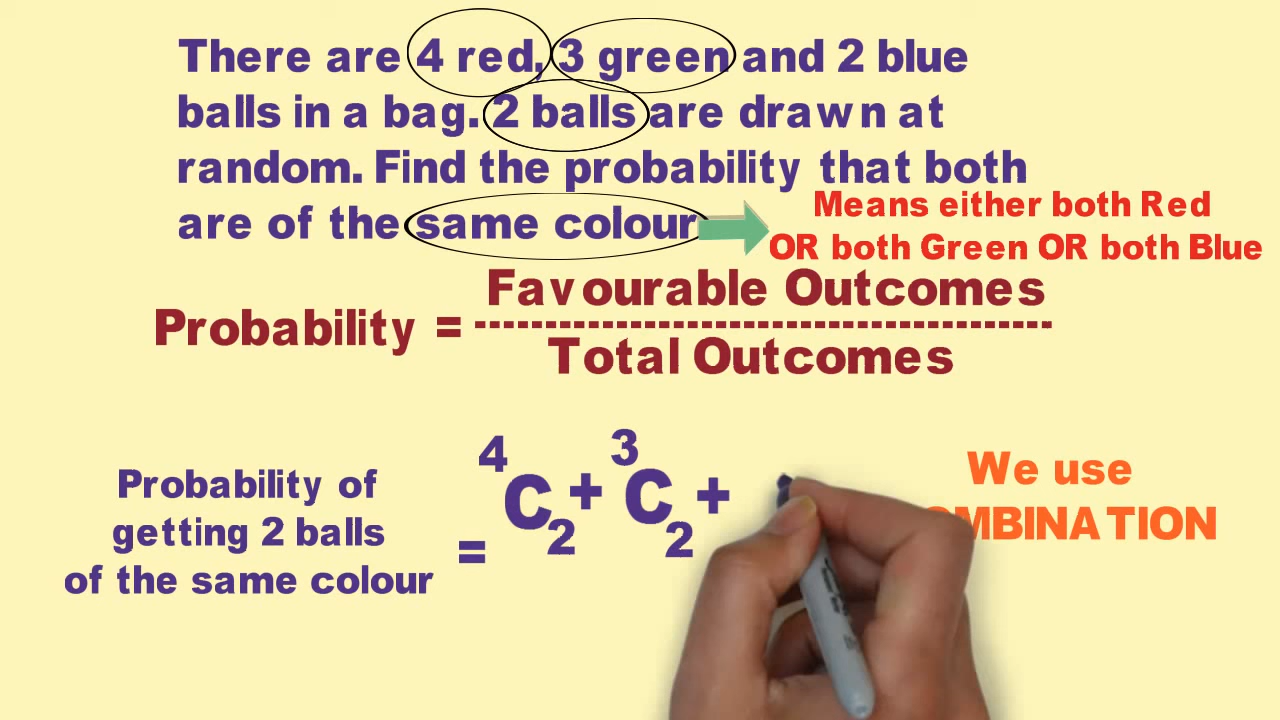 There are 4 red, 3 green and 2 blue
balls in a bag. 2 balls are drawn at
random. Find the probability that both
are of the same colour
Means either both Red
OR both Green OR both Blue
Probability = Favourable Outcomes
Total Outcomes
Probability of
getting 2 balls
of the same colour
= 4C2 + 3C2 +
We use